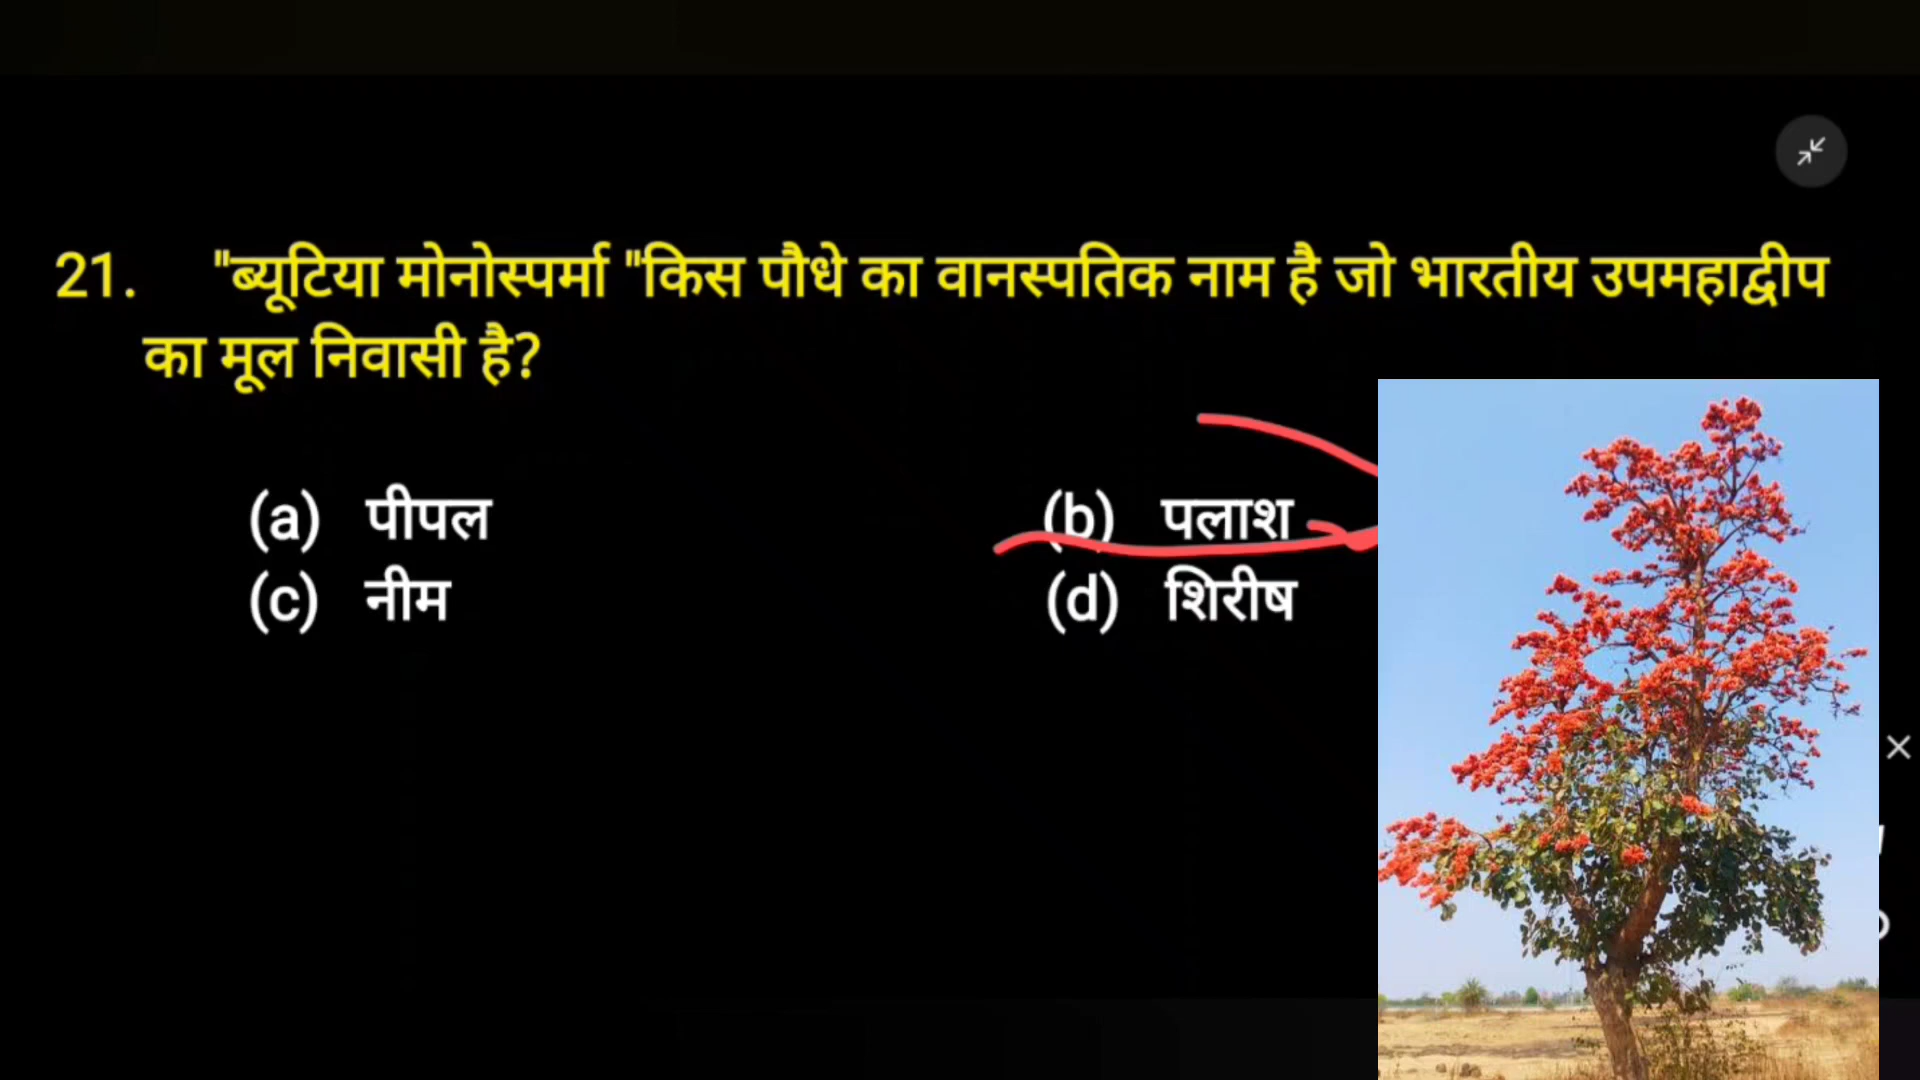 21. "ब्यूटिया मोनोस्पर्मा "किस पौधे का वानस्पतिक नाम है जो भारतीय उपमहाद्वीप
का मूल निवासी है?
(a) पीपल (b) पलाश
(c) नीम (d) शिरीष